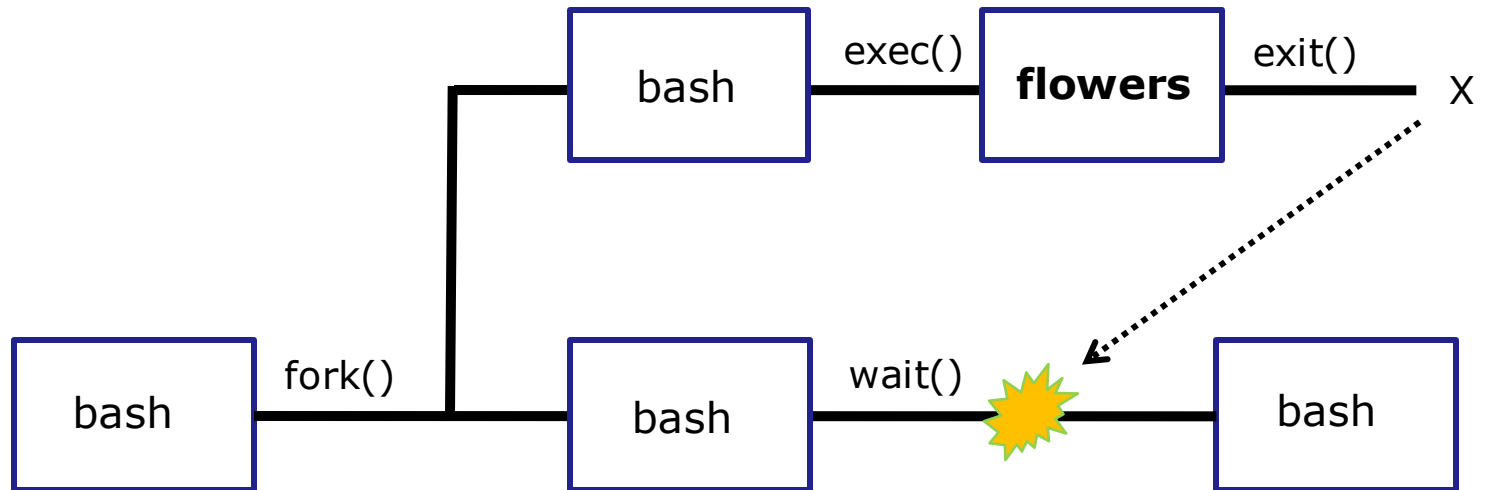 bash
exec()
flowers
exit()
X
bash
fork()
bash
wait()
bash